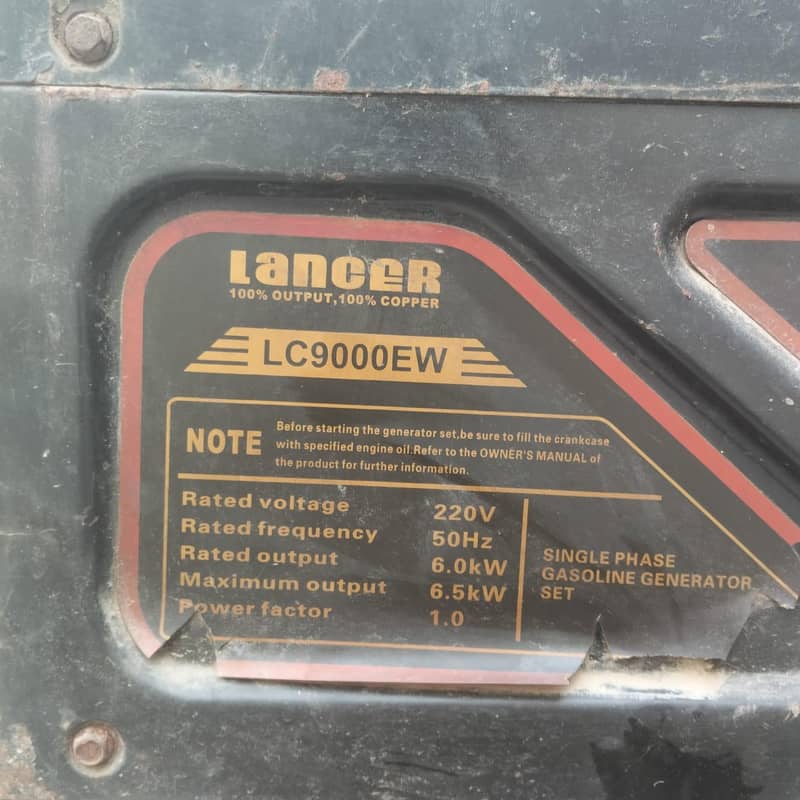 LANCER
100% OUTPUT,100% COPPER
LC9000EW
NOTE
Before starting the generator set,be sure to fill the crankcase
with specified engine oil.Refer to the OWNER'S MANUAL of
the product for further information.
Rated voltage 220V
Rated frequency 50Hz
Rated output 6.0kW
Maximum output 6.5kW
Power factor 1.0
SINGLE PHASE
GASOLINE GENERATOR
SET